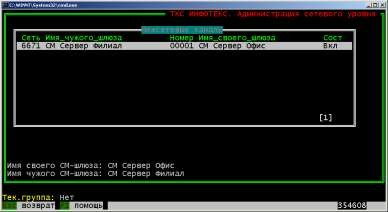 C:\WINNT\System32\cmd.exe
ТКС ИНФОТЕКС. Администрация сетевого уровня
Межсетевые каналы
Сеть Имя_чужого_шлюза Номер Имя_своего_шлюза Сост
6671 СМ Сервер Филиал 00001 СМ Сервер Офис Вкл
[1]
Имя своего СМ-шлюза: СМ Сервер Офис
Имя чужого СМ-шлюза: СМ Сервер Филиал
Тек.группа: Нет
возврат помощь 354608